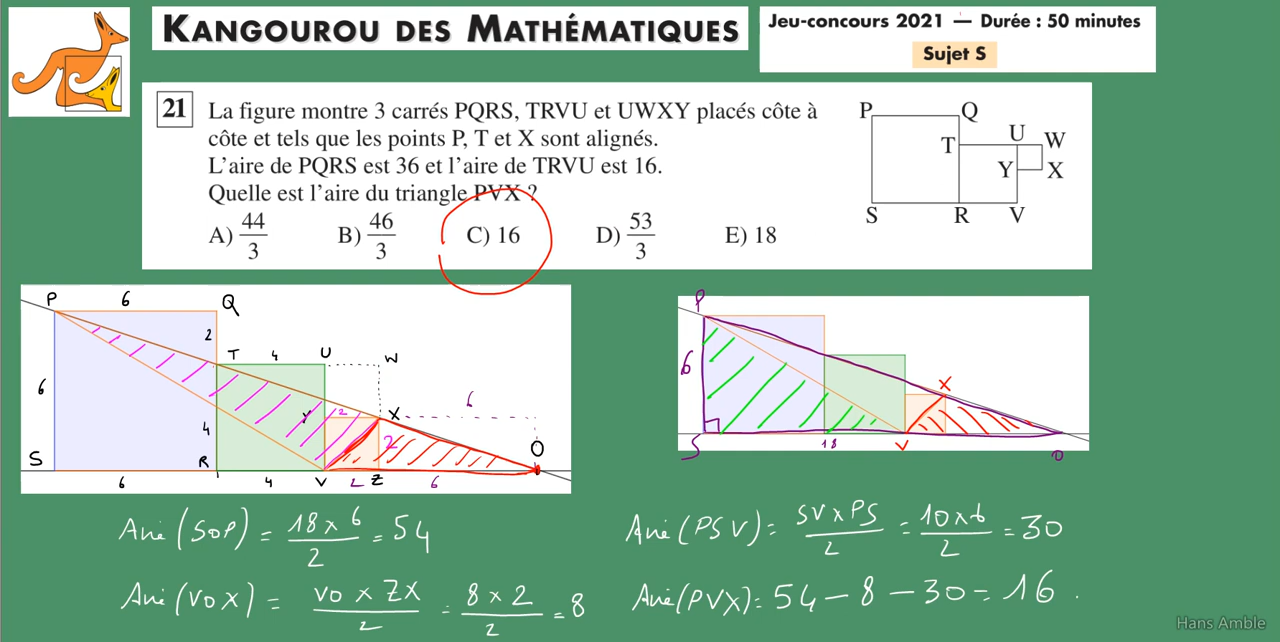 KANGOUROU DES MATHÉMATIQUES
Jeu-concours 2021 — Durée : 50 minutes
Sujet S
21 La figure montre 3 carrés PQRS, TRVU et UWXY placés côte à
côte et tels que les points P, T et X sont alignés.
L’aire de PQRS est 36 et l’aire de TRVU est 16.
Quelle est l’aire du triangle PVX ?
A) 44/3 B) 46/3 C) 16 D) 53/3 E) 18
P Q
T U W
Y X
S R V
P 6 Q
2
T 4 U W
6 Y 2 X 6
4 2 O
S R V 2 Z 6
6 4
P
6 X
S 18 V O
Aire (SOP) = 18 x 6 / 2 = 54
Aire (PSV) = SV x PS / 2 = 10 x 6 / 2 = 30
Aire (VOX) = VO x ZX / 2 = 8 x 2 / 2 = 8
Aire (PVX) = 54 - 8 - 30 = 16.
Hans Amble